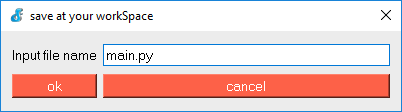 save at your workSpace
Input file name main.py
ok cancel